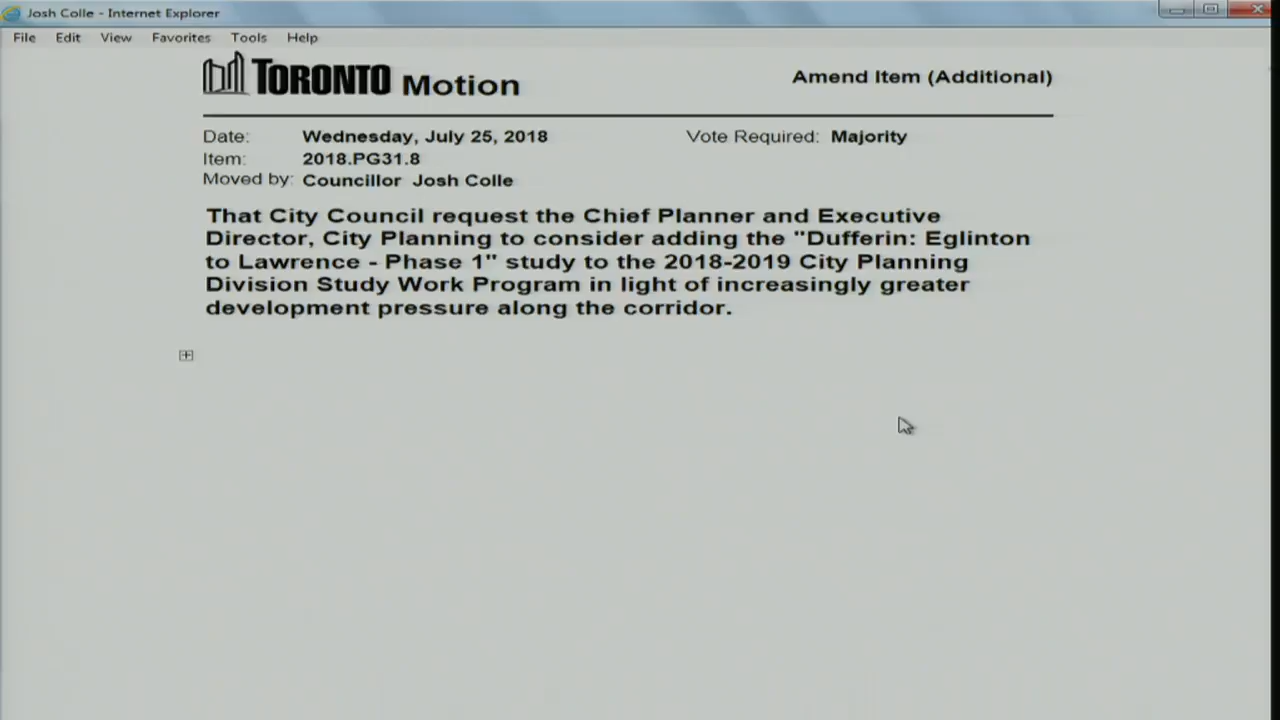 Josh Colle - Internet Explorer
File Edit View Favorites Tools Help
TORONTO Motion
Amend Item (Additional)
Date: Wednesday, July 25, 2018
Vote Required: Majority
Item: 2018.PG31.8
Moved by: Councillor Josh Colle
That City Council request the Chief Planner and Executive
Director, City Planning to consider adding the "Dufferin: Eglinton
to Lawrence - Phase 1" study to the 2018-2019 City Planning
Division Study Work Program in light of increasingly greater
development pressure along the corridor.